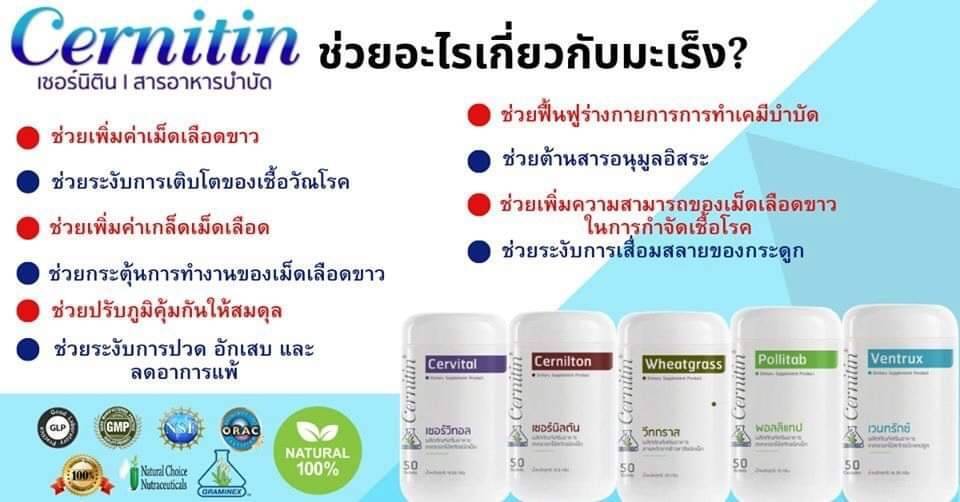 Cernitin
เซอร์นิติน | สารอาหารบำบัด
ช่วยอะไรเกี่ยวกับมะเร็ง?
ช่วยเพิ่มค่าเม็ดเลือดขาว
ช่วยระงับการเติบโตของเชื้อวัณโรค
ช่วยเพิ่มค่าเกล็ดเม็ดเลือด
ช่วยกระตุ้นการทำงานของเม็ดเลือดขาว
ช่วยปรับภูมิคุ้มกันให้สมดุล
ช่วยระงับการปวด อักเสบ และ
ลดอาการแพ้
ช่วยฟื้นฟูร่างกายการการทำเคมีบำบัด
ช่วยต้านสารอนุมูลอิสระ
ช่วยเพิ่มความสามารถของเม็ดเลือดขาว
ในการกำจัดเชื้อโรค
ช่วยระงับการเสื่อมสลายของกระดูก
GLP
GMP
NSF
ORAC
100%
Natural Choice
Nutraceuticals
GRAMINEX
NATURAL
100%
Cervital
Dietary Supplement Product
Cernitin
เซอร์วิทอล
50
Cernilton
Dietary Supplement Product
Cernitin
เซอร์นิลตัน
50
Wheatgrass
Dietary Supplement Product
Cernitin
วีททราส
50
Pollitab
Dietary Supplement Product
Cernitin
พอลลิแทป
50
Ventrux
Dietary Supplement Product
Cernitin
เวนทรักซ์
50